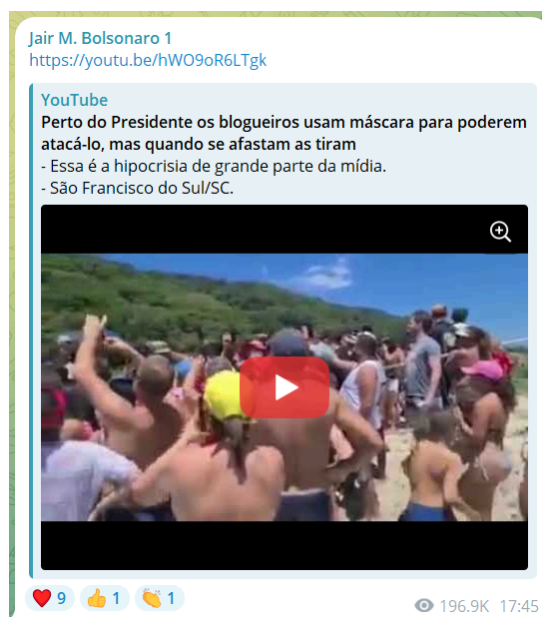 Jair M. Bolsonaro 1
https://youtu.be/hWO9oR6LTgk
YouTube
Perto do Presidente os blogueiros usam máscara para poderem
atacá-lo, mas quando se afastam as tiram
- Essa é a hipocrisia de grande parte da mídia.
- São Francisco do Sul/SC.
9 1 1
196.9K 17:45